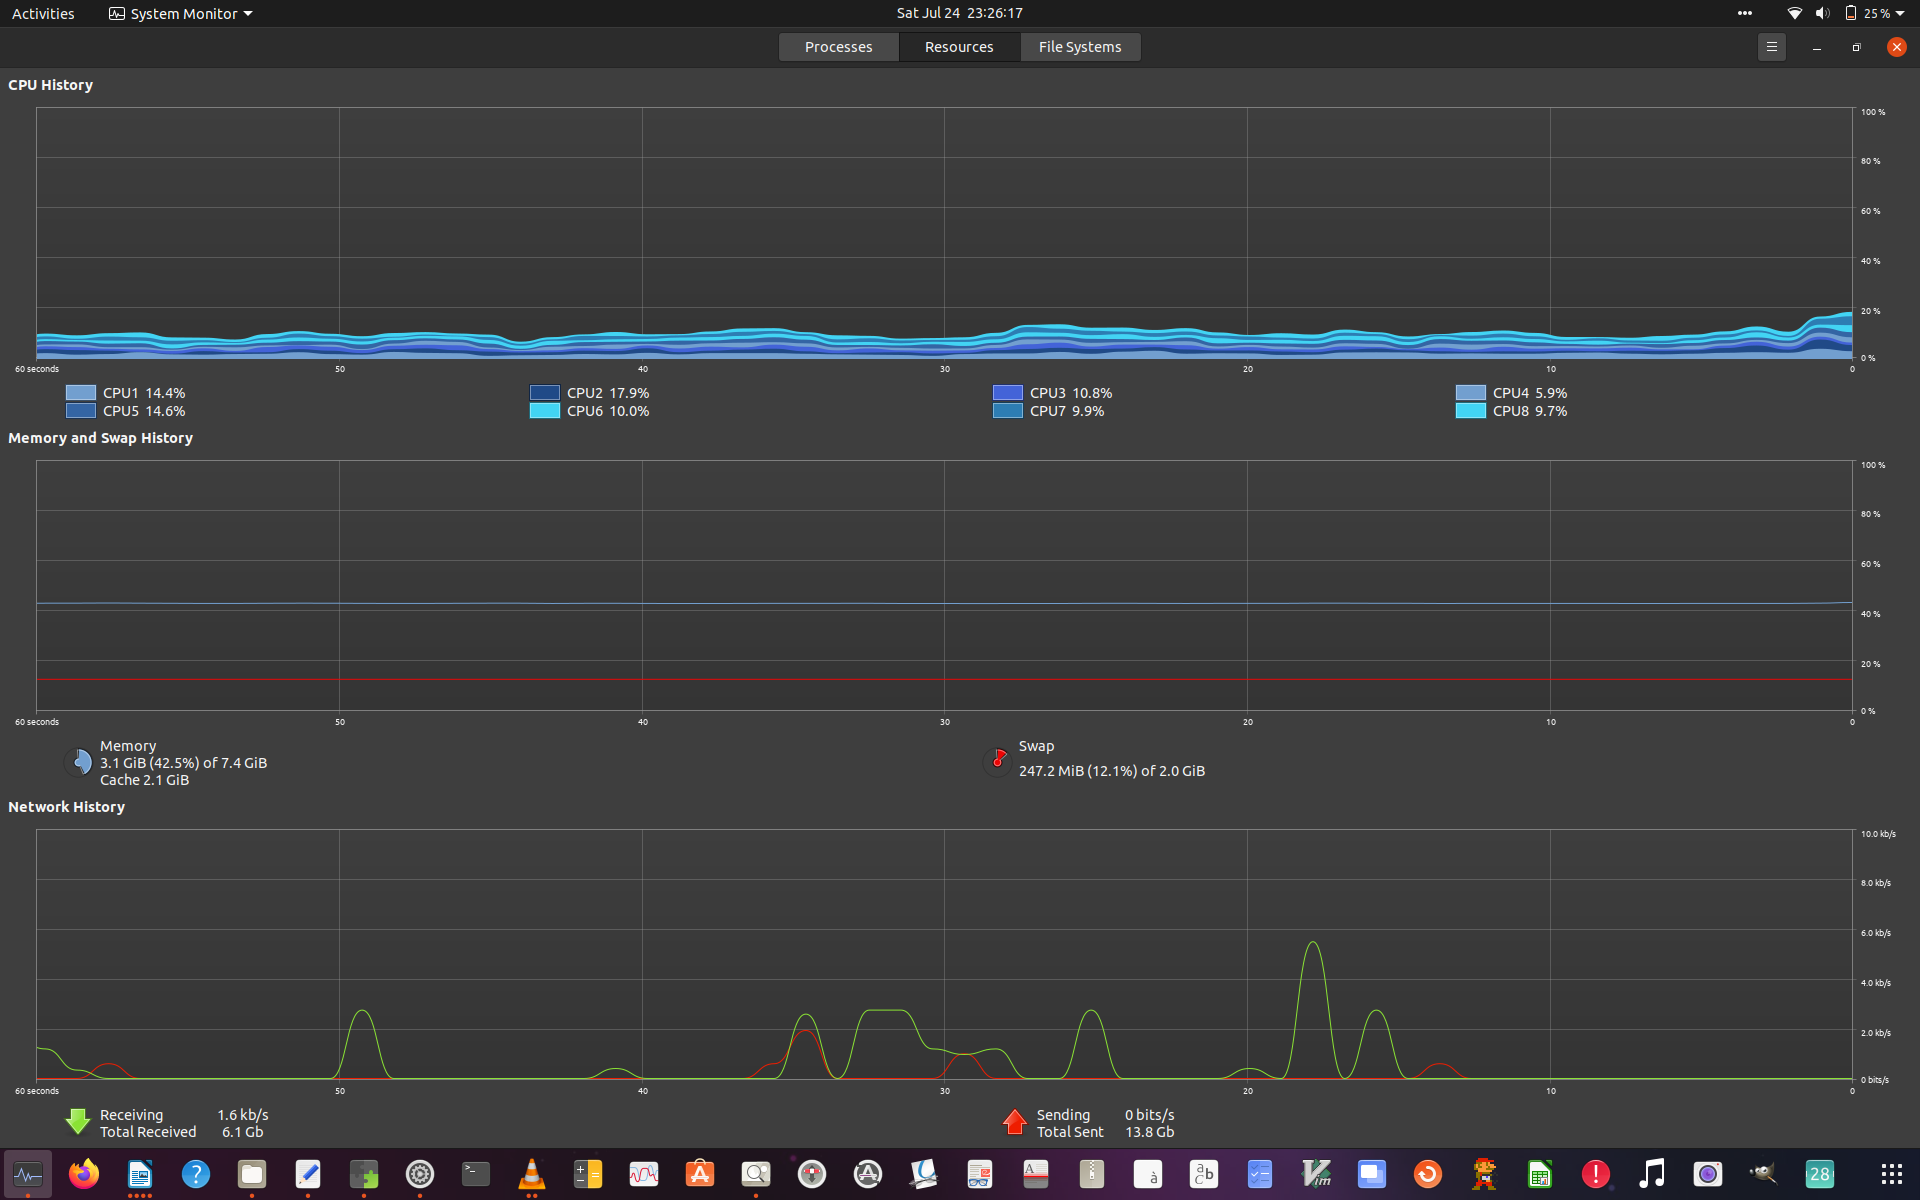 Activities System Monitor Sat Jul 24 23:26:17 25 %
Processes Resources File Systems
CPU History
100 %
80 %
60 %
40 %
20 %
0 %
60 seconds 50 40 30 20 10 0
CPU1 14.4% CPU2 17.9% CPU3 10.8% CPU4 5.9%
CPU5 14.6% CPU6 10.0% CPU7 9.9% CPU8 9.7%
Memory and Swap History
100 %
80 %
60 %
40 %
20 %
0 %
60 seconds 50 40 30 20 10 0
Memory
3.1 GiB (42.5%) of 7.4 GiB
Cache 2.1 GiB
Swap
247.2 MiB (12.1%) of 2.0 GiB
Network History
10.0 kb/s
8.0 kb/s
6.0 kb/s
4.0 kb/s
2.0 kb/s
0 bits/s
60 seconds 50 40 30 20 10 0
Receiving 1.6 kb/s
Total Received 6.1 Gb
Sending 0 bits/s
Total Sent 13.8 Gb
? >_ A A à a b c Vim ! 28